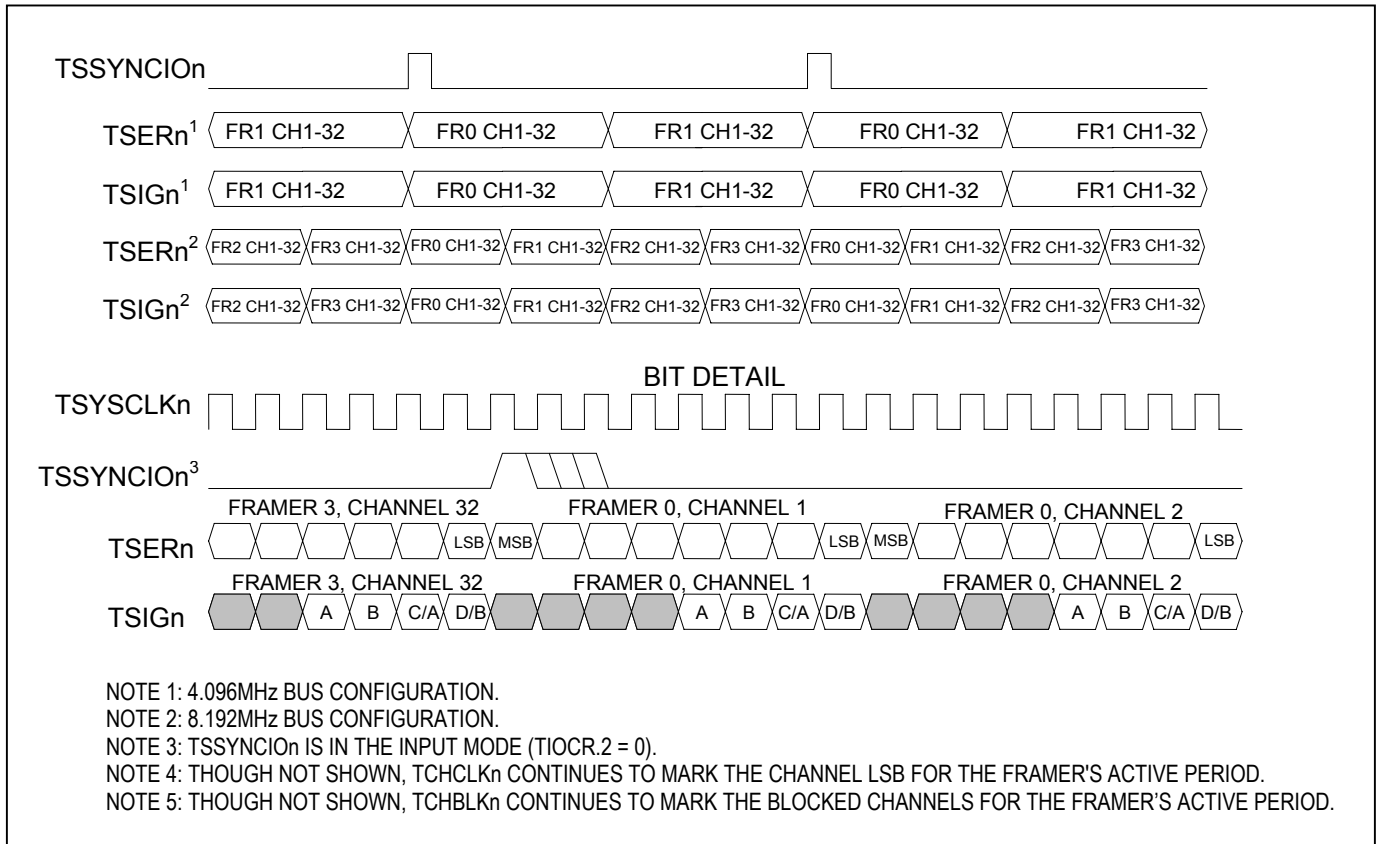 TSSYNCIOn
TSERn1 FR1 CH1-32 FR0 CH1-32 FR1 CH1-32 FR0 CH1-32 FR1 CH1-32
TSIGn1 FR1 CH1-32 FR0 CH1-32 FR1 CH1-32 FR0 CH1-32 FR1 CH1-32
TSERn2 FR2 CH1-32 FR3 CH1-32 FR0 CH1-32 FR1 CH1-32 FR2 CH1-32 FR3 CH1-32 FR0 CH1-32 FR1 CH1-32 FR2 CH1-32 FR3 CH1-32
TSIGn2 FR2 CH1-32 FR3 CH1-32 FR0 CH1-32 FR1 CH1-32 FR2 CH1-32 FR3 CH1-32 FR0 CH1-32 FR1 CH1-32 FR2 CH1-32 FR3 CH1-32
BIT DETAIL
TSYSCLKn
TSSYNCIOn3
FRAMER 3, CHANNEL 32 FRAMER 0, CHANNEL 1 FRAMER 0, CHANNEL 2
TSERn LSB MSB LSB MSB LSB
FRAMER 3, CHANNEL 32 FRAMER 0, CHANNEL 1 FRAMER 0, CHANNEL 2
TSIGn A B C/A D/B A B C/A D/B A B C/A D/B
NOTE 1: 4.096MHz BUS CONFIGURATION.
NOTE 2: 8.192MHz BUS CONFIGURATION.
NOTE 3: TSSYNCIOn IS IN THE INPUT MODE (TIOCR.2 = 0).
NOTE 4: THOUGH NOT SHOWN, TCHCLKn CONTINUES TO MARK THE CHANNEL LSB FOR THE FRAMER'S ACTIVE PERIOD.
NOTE 5: THOUGH NOT SHOWN, TCHBLKn CONTINUES TO MARK THE BLOCKED CHANNELS FOR THE FRAMER’S ACTIVE PERIOD.